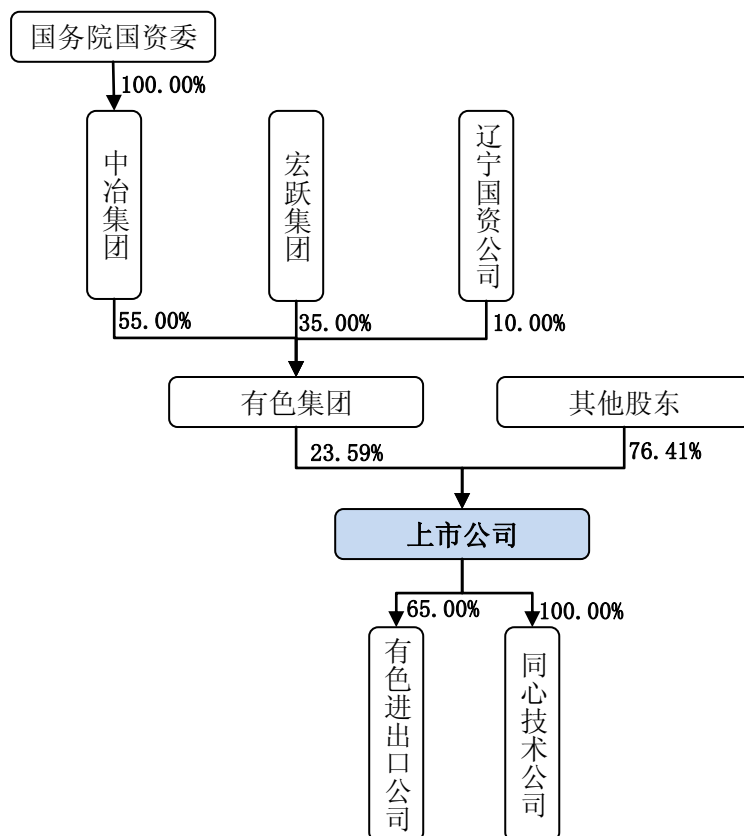 国务院国资委
100.00%
中冶集团
宏跃集团
辽宁国资公司
55.00%
35.00%
10.00%
有色集团
其他股东
23.59%
76.41%
上市公司
65.00%
100.00%
有色进出口公司
同心技术公司